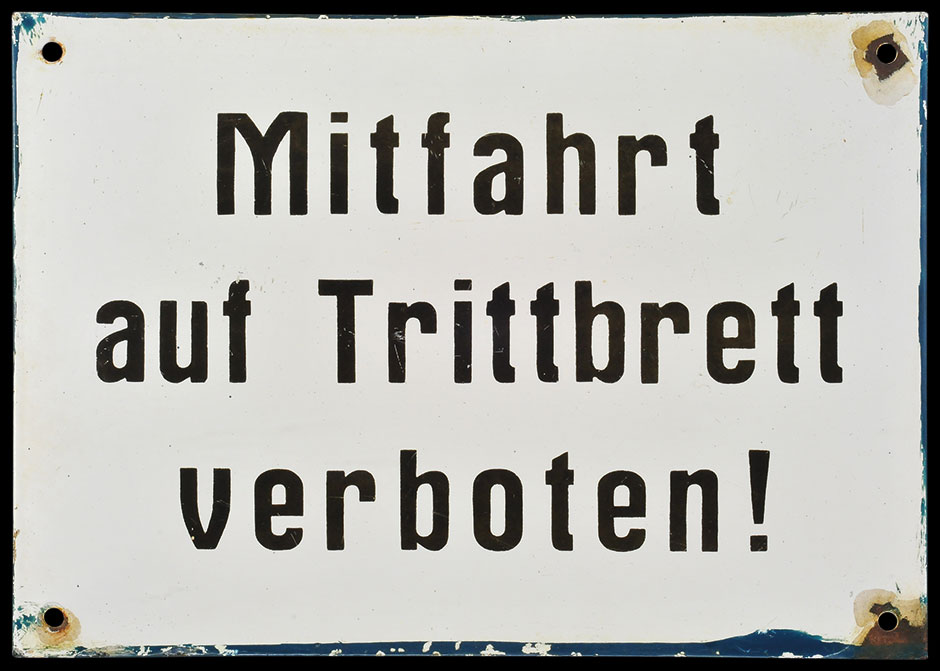 Mitfahrt
auf Trittbrett
verboten!